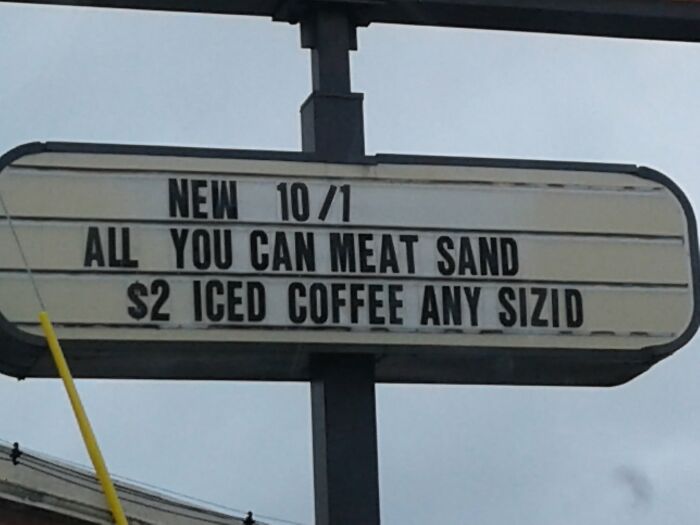 NEW 10/1
ALL YOU CAN MEAT SAND
$2 ICED COFFEE ANY SIZID